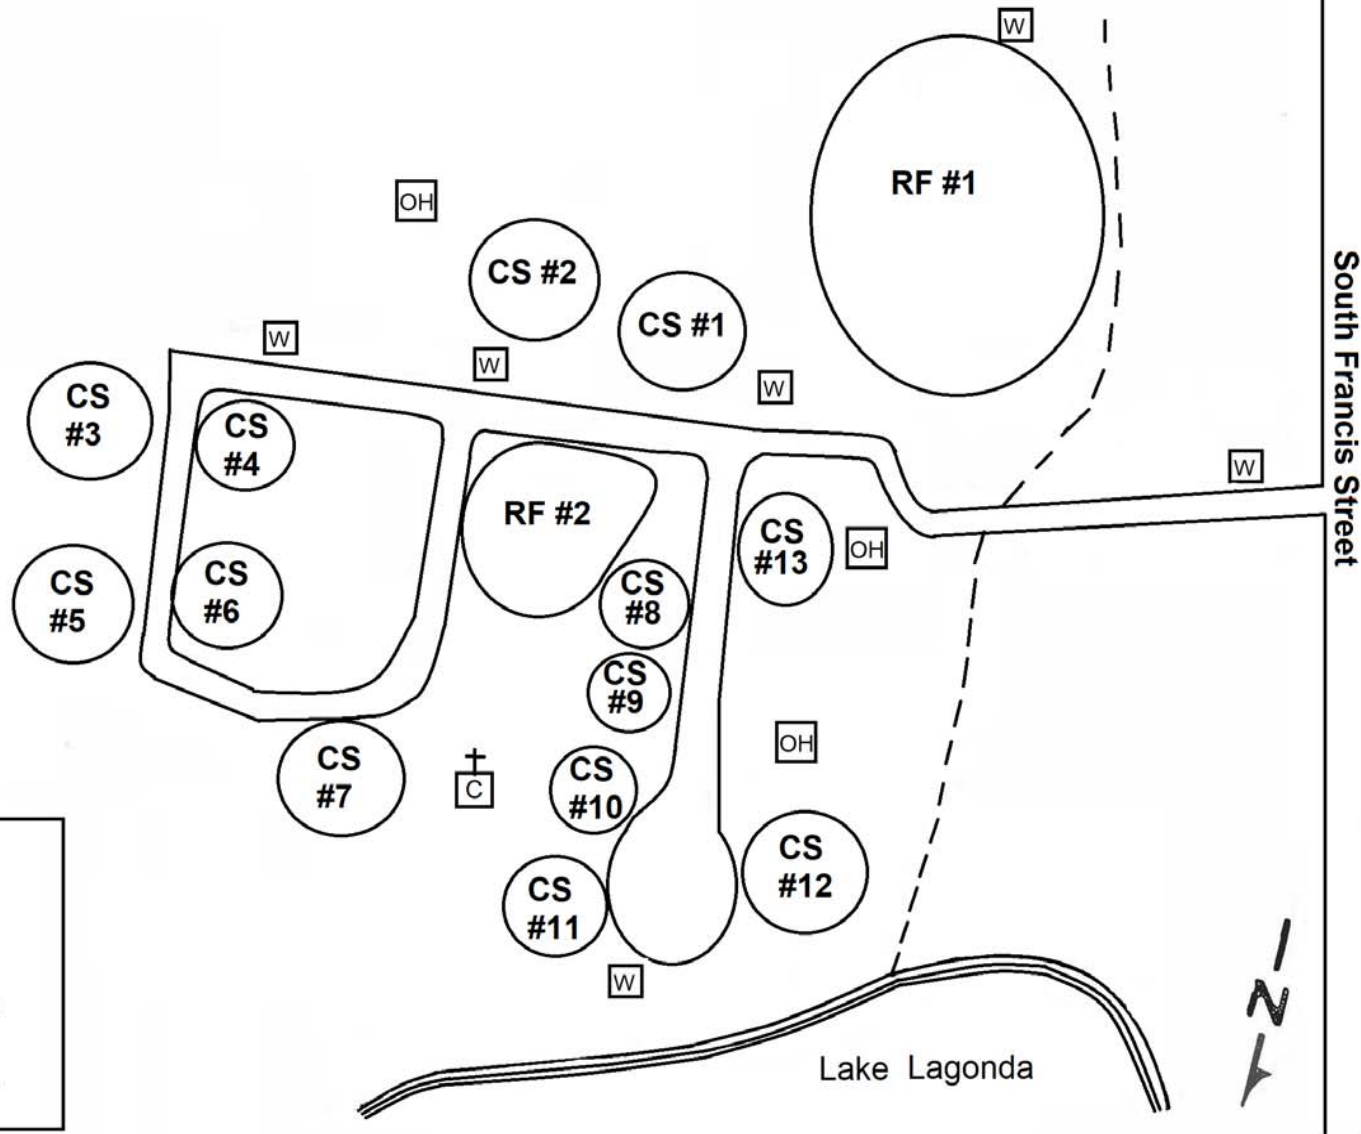 W
RF #1
OH
CS #2
CS #1
W
W
W
CS
#3
CS
#4
RF #2
W
CS
#13
OH
South Francis Street
CS
#5
CS
#6
CS
#8
CS
#9
OH
CS
#7
C
CS
#10
CS
#12
CS
#11
W
N
Lake Lagonda